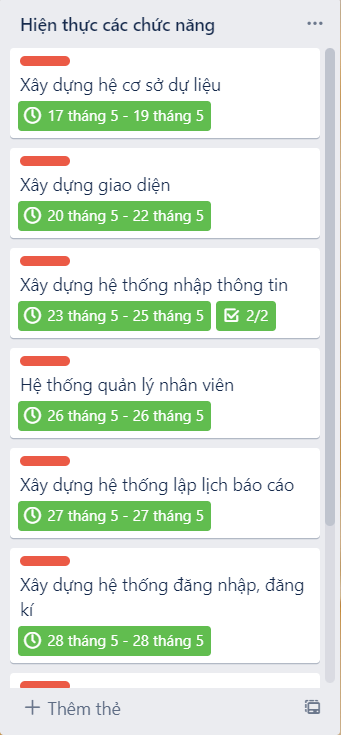 Hiện thực các chức năng
Xây dựng hệ cơ sở dự liệu
17 tháng 5 - 19 tháng 5
Xây dựng giao diện
20 tháng 5 - 22 tháng 5
Xây dựng hệ thống nhập thông tin
23 tháng 5 - 25 tháng 5 2/2
Hệ thống quản lý nhân viên
26 tháng 5 - 26 tháng 5
Xây dựng hệ thống lập lịch báo cáo
27 tháng 5 - 27 tháng 5
Xây dựng hệ thống đăng nhập, đăng
kí
28 tháng 5 - 28 tháng 5
Thêm thẻ